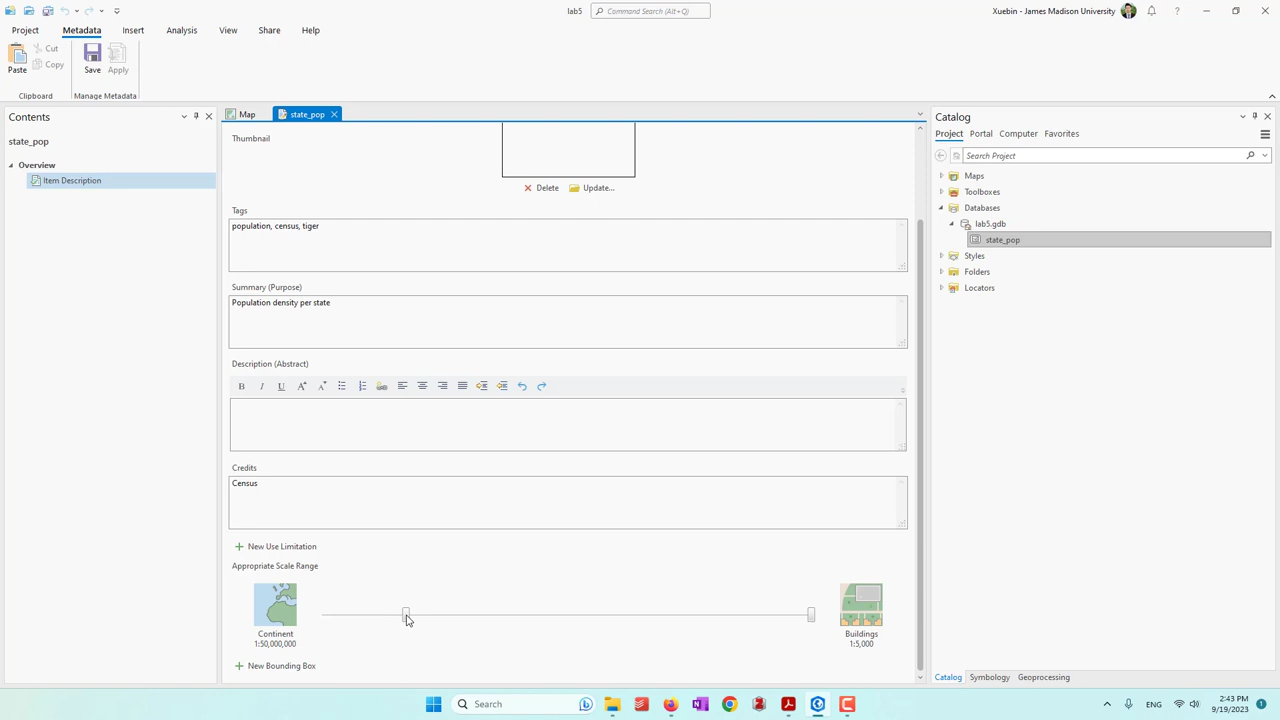 lab5
Command Search (Alt+Q)
Xuebin - James Madison University
?
Project
Metadata
Insert
Analysis
View
Share
Help
Paste
Cut
Copy
Save
Apply
Clipboard
Manage Metadata
Contents
state_pop
Overview
Item Description
Map
state_pop
Thumbnail
Delete
Update...
Tags
population, census, tiger
Summary (Purpose)
Population density per state
Description (Abstract)
B I U A A
Credits
Census
New Use Limitation
Appropriate Scale Range
Continent
1:50,000,000
Buildings
1:5,000
New Bounding Box
Catalog
Project
Portal
Computer
Favorites
Search Project
Maps
Toolboxes
Databases
lab5.gdb
state_pop
Styles
Folders
Locators
Catalog
Symbology
Geoprocessing
Search
ENG
2:43 PM
9/19/2023